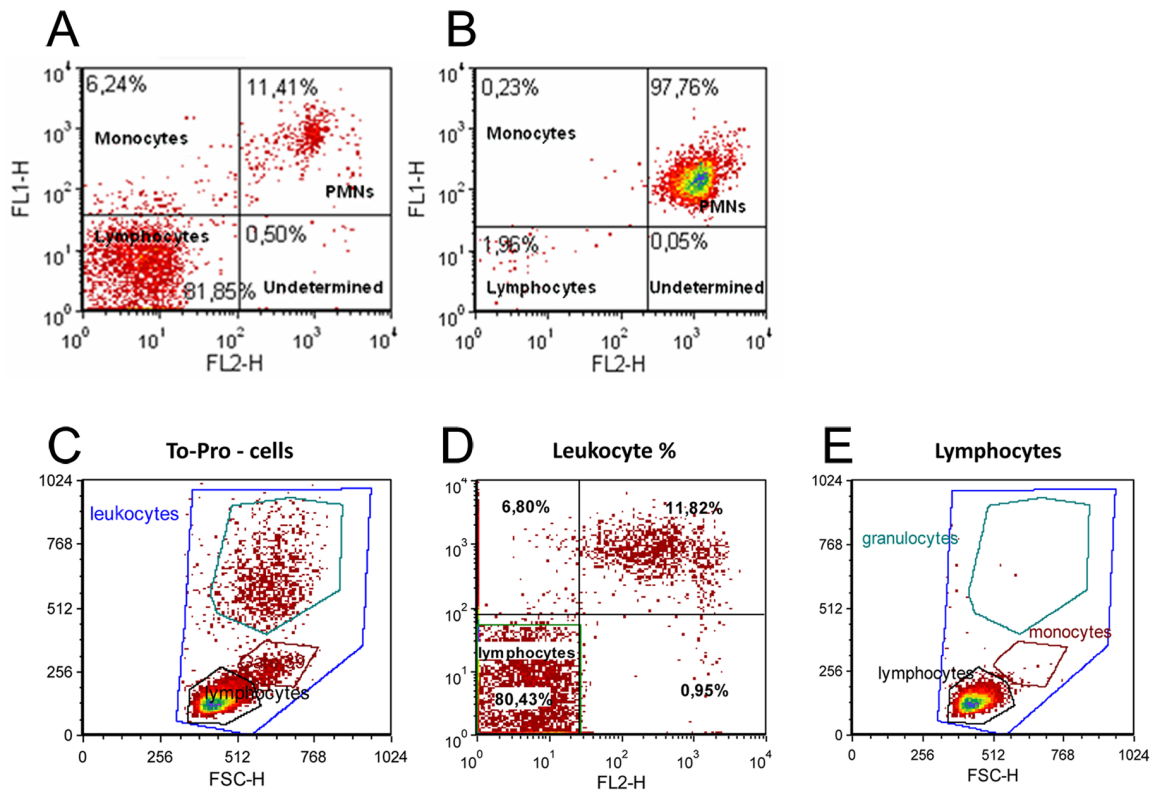 A
B
10⁴
6,24%
11,41%
10³
Monocytes
FL1-H
10²
PMNs
Lymphocytes
0,50%
10¹
81,85%
Undetermined
10⁰
10⁰ 10¹ 10² 10³ 10⁴
FL2-H
10⁴
0,23%
97,76%
10³
Monocytes
FL1-H
10²
PMNs
1,96%
0,05%
10¹
Lymphocytes
Undetermined
10⁰
10⁰ 10¹ 10² 10³ 10⁴
FL2-H
C
To-Pro - cells
1024
leukocytes
768
512
256
lymphocytes
0
0 256 512 768 1024
FSC-H
D
Leukocyte %
10⁴
6,80%
11,82%
10³
10²
lymphocytes
10¹
80,43%
0,95%
10⁰
10⁰ 10¹ 10² 10³ 10⁴
FL2-H
E
Lymphocytes
1024
granulocytes
768
512
monocytes
256
lymphocytes
0
0 256 512 768 1024
FSC-H